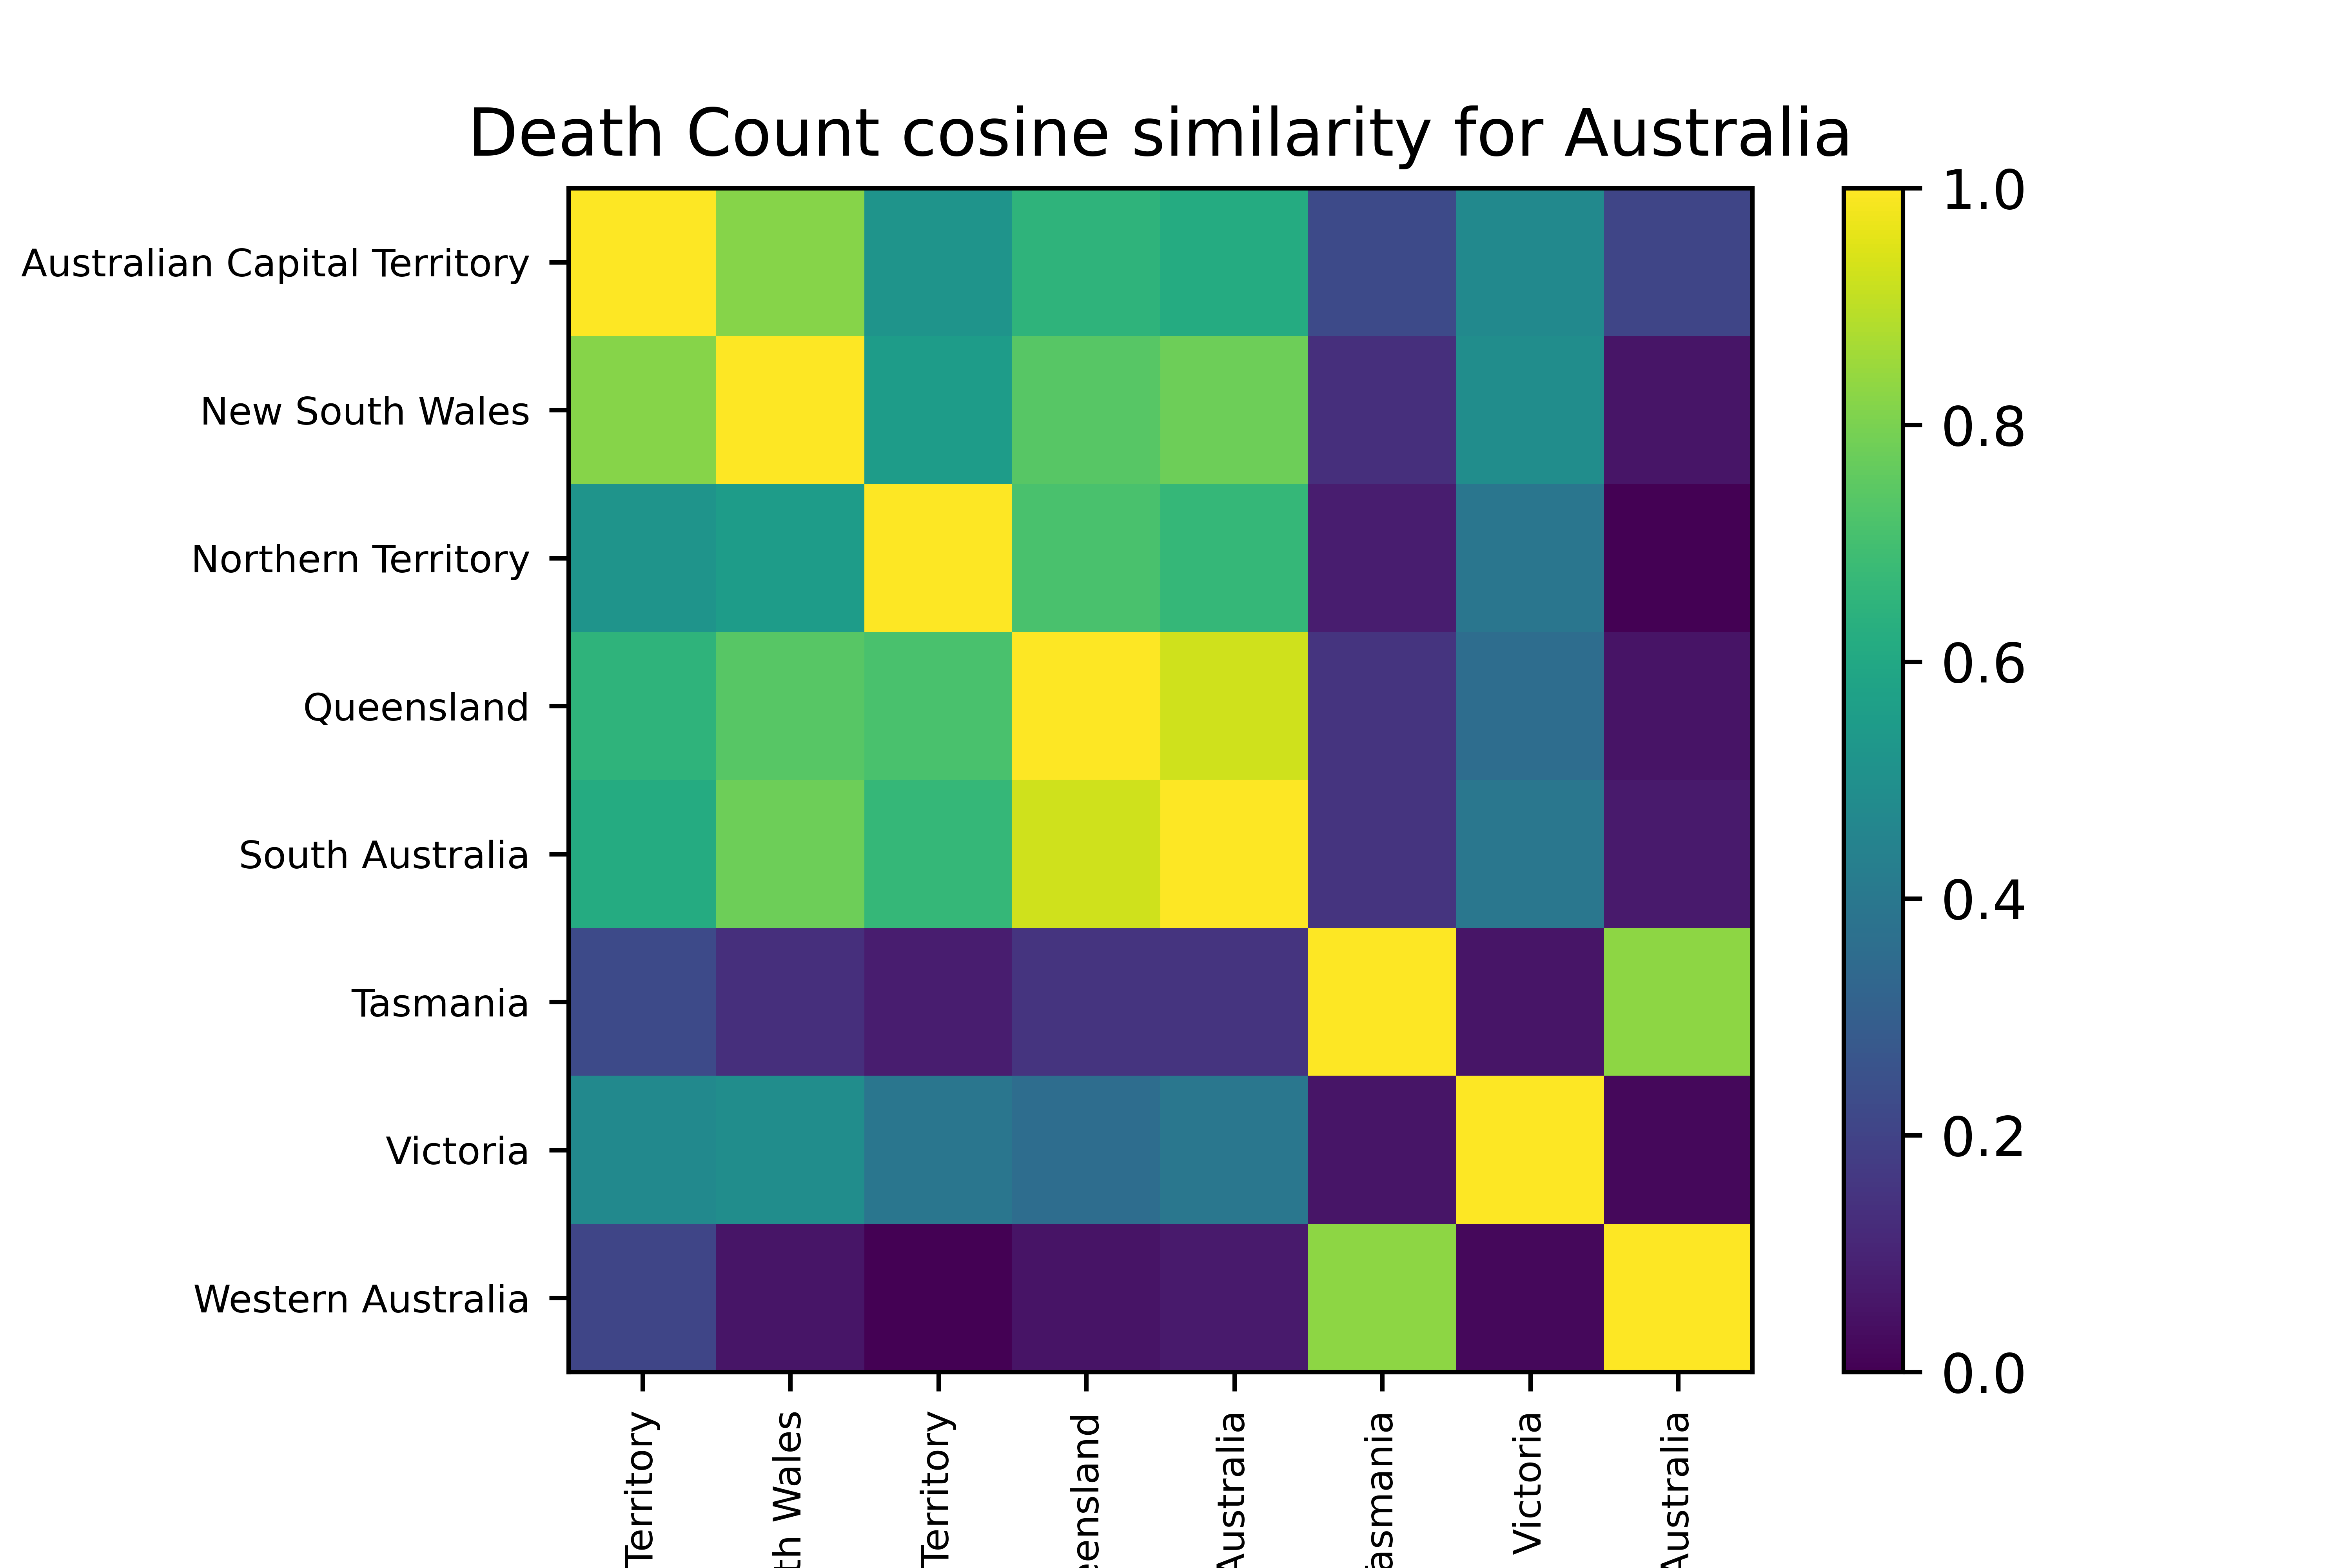 Death Count cosine similarity for Australia
Australian Capital Territory
New South Wales
Northern Territory
Queensland
South Australia
Tasmania
Victoria
Western Australia
1.0
0.8
0.6
0.4
0.2
0.0
Territory
th Wales
Territory
eensland
Australia
asmania
Victoria
Australia